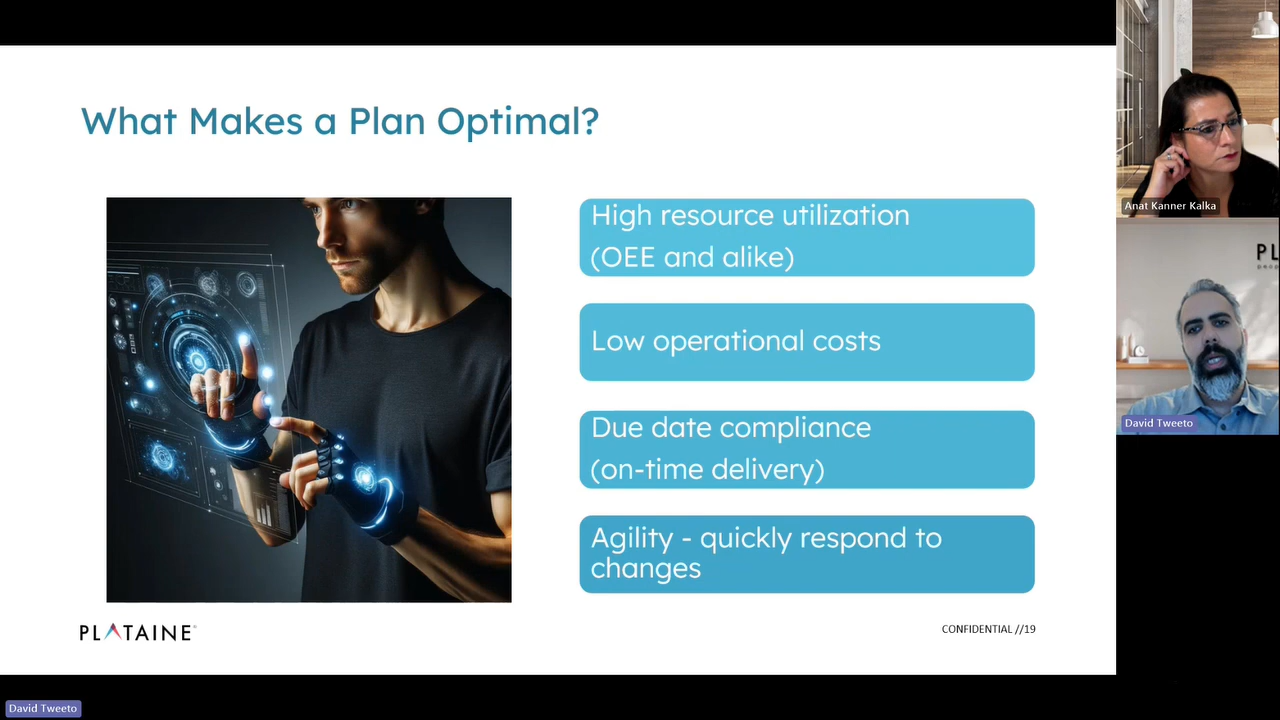 What Makes a Plan Optimal?
High resource utilization
(OEE and alike)
Low operational costs
Due date compliance
(on-time delivery)
Agility - quickly respond to
changes
PLATAINE
CONFIDENTIAL //19
Anat Kanner Kalka
PL
David Tweeto
David Tweeto